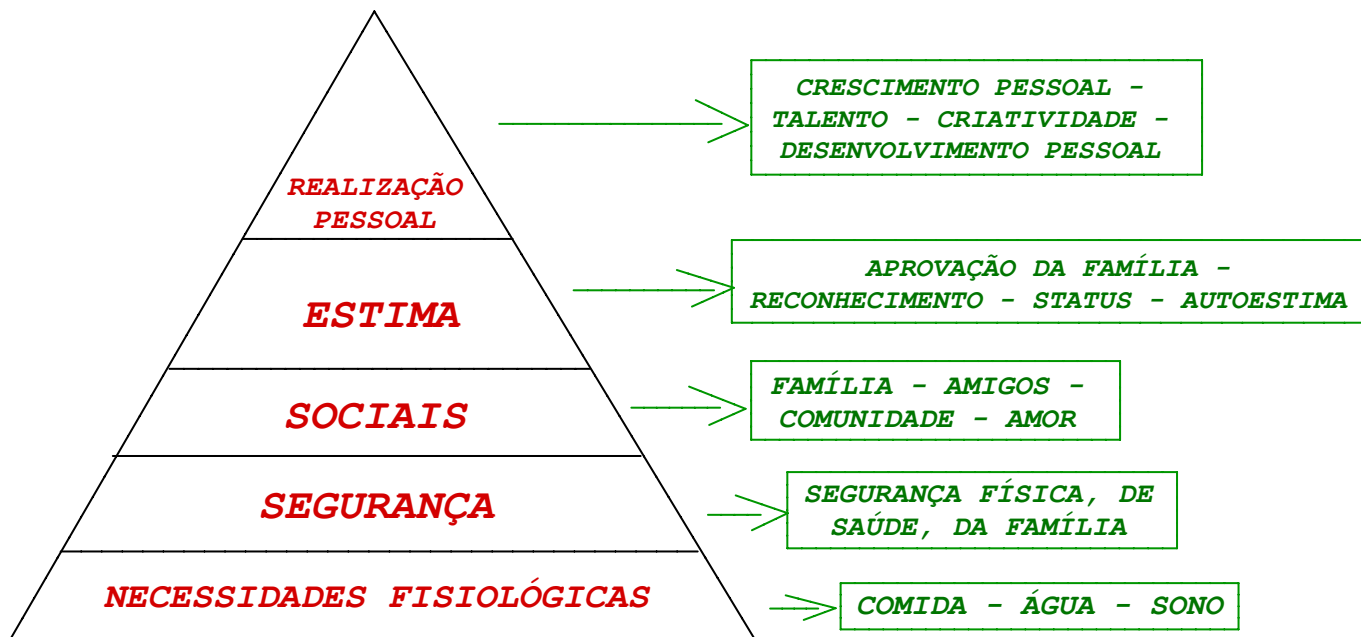 CRESCIMENTO PESSOAL -
TALENTO - CRIATIVIDADE -
DESENVOLVIMENTO PESSOAL
REALIZAÇÃO
PESSOAL
APROVAÇÃO DA FAMÍLIA -
RECONHECIMENTO - STATUS - AUTOESTIMA
ESTIMA
FAMÍLIA - AMIGOS -
COMUNIDADE - AMOR
SOCIAIS
SEGURANÇA FÍSICA, DE
SAÚDE, DA FAMÍLIA
SEGURANÇA
NECESSIDADES FISIOLÓGICAS
COMIDA - ÁGUA - SONO